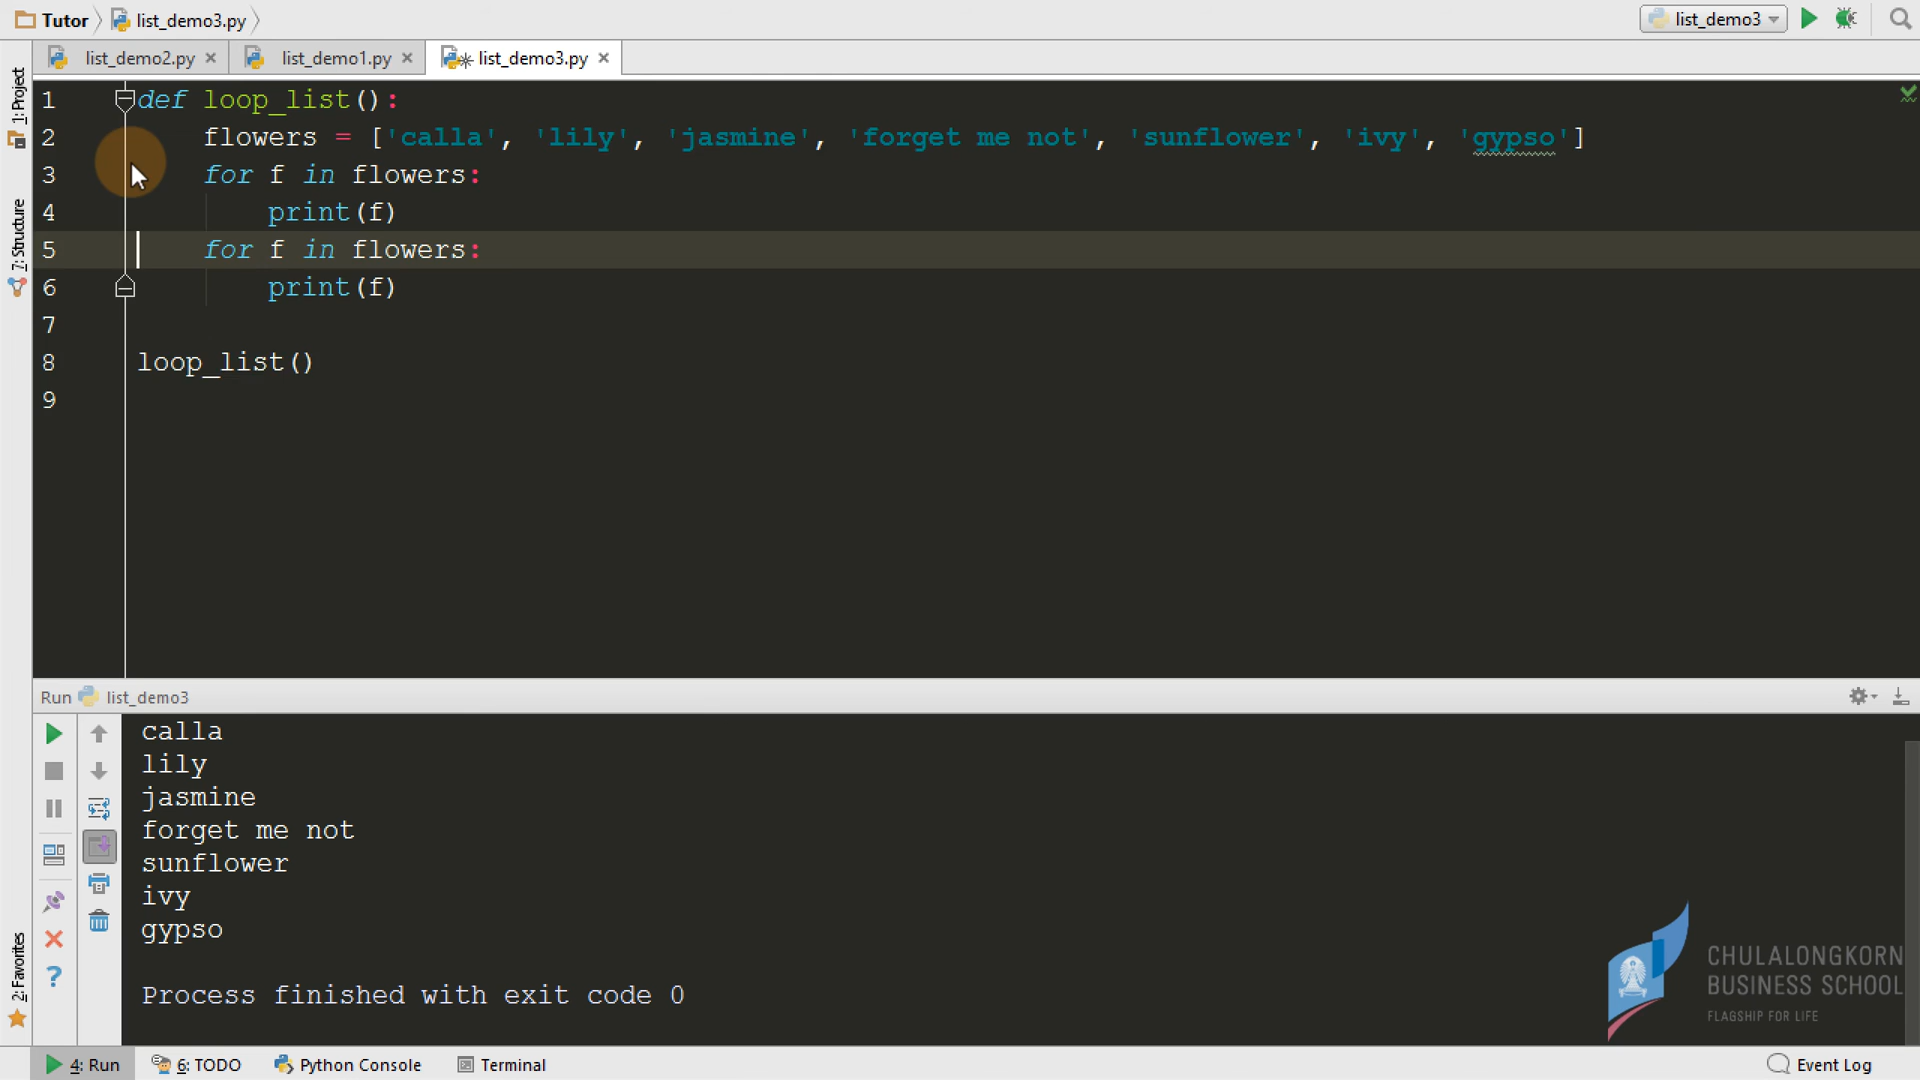 Tutor list_demo3.py list_demo3
list_demo2.py list_demo1.py list_demo3.py
1: Project
7: Structure
2: Favorites
1 def loop_list():
2 flowers = ['calla', 'lily', 'jasmine', 'forget me not', 'sunflower', 'ivy', 'gypso']
3 for f in flowers:
4 print(f)
5 for f in flowers:
6 print(f)
7
8 loop_list()
9
Run list_demo3
calla
lily
jasmine
forget me not
sunflower
ivy
gypso
Process finished with exit code 0
CHULALONGKORN
BUSINESS SCHOOL
FLAGSHIP FOR LIFE
4: Run 6: TODO Python Console Terminal Event Log